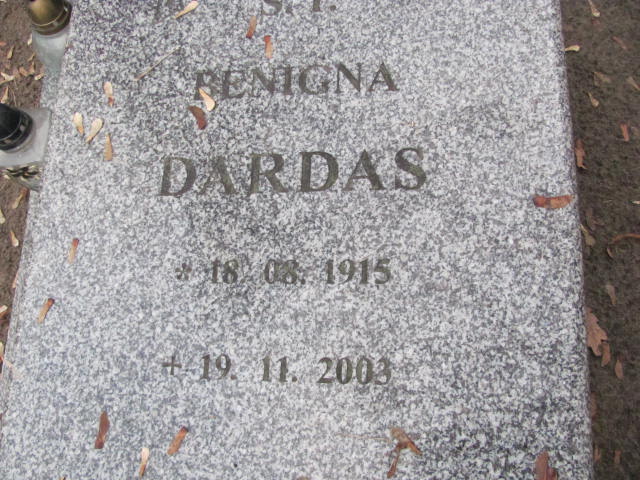 Ś. P.
BENIGNA
DARDAS
* 18. 08. 1915
+ 19. 11. 2003